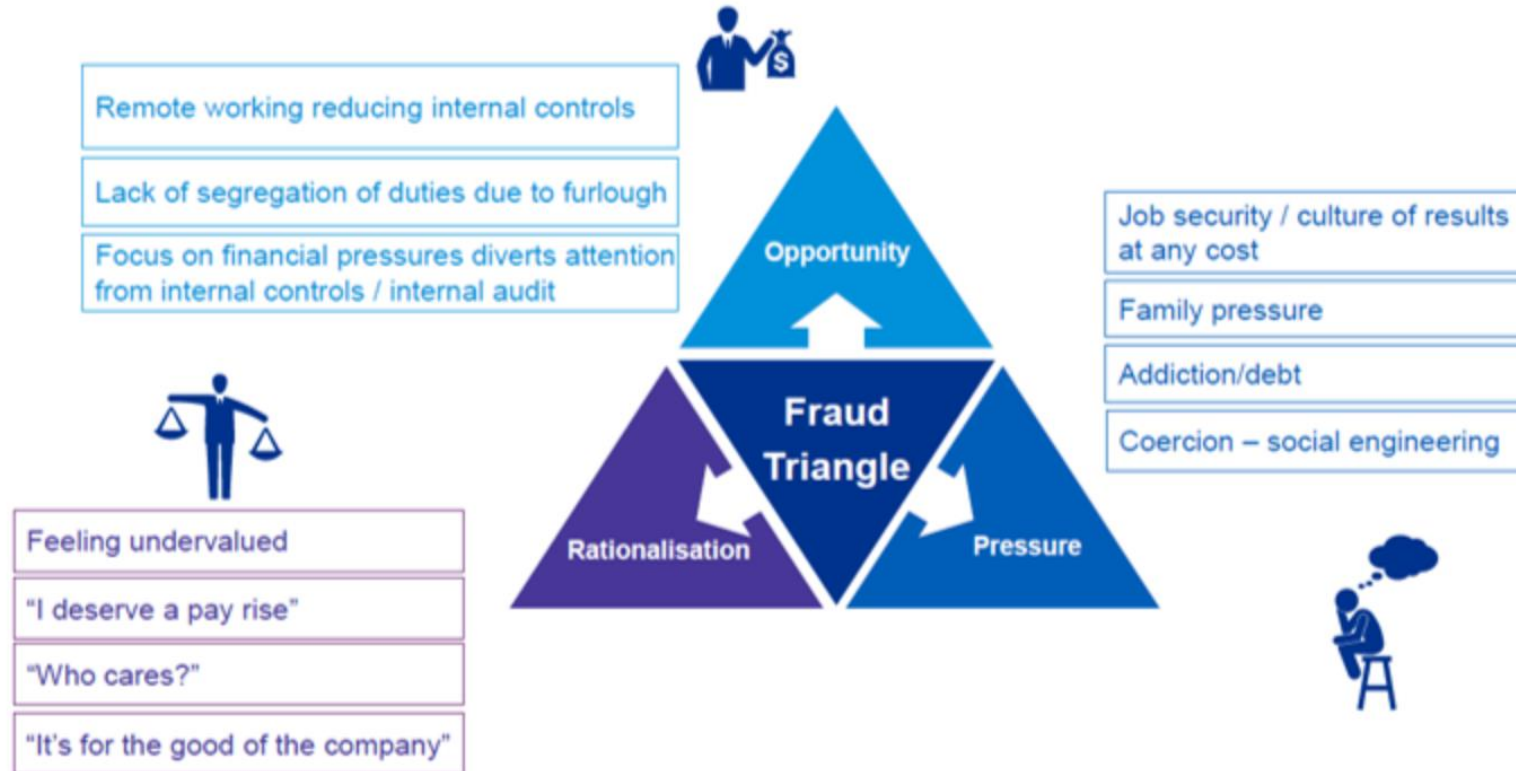 $
Remote working reducing internal controls
Lack of segregation of duties due to furlough
Focus on financial pressures diverts attention
from internal controls / internal audit
Opportunity
Job security / culture of results
at any cost
Family pressure
Addiction/debt
Coercion – social engineering
Fraud
Triangle
Rationalisation
Pressure
Feeling undervalued
“I deserve a pay rise”
“Who cares?”
“It’s for the good of the company”